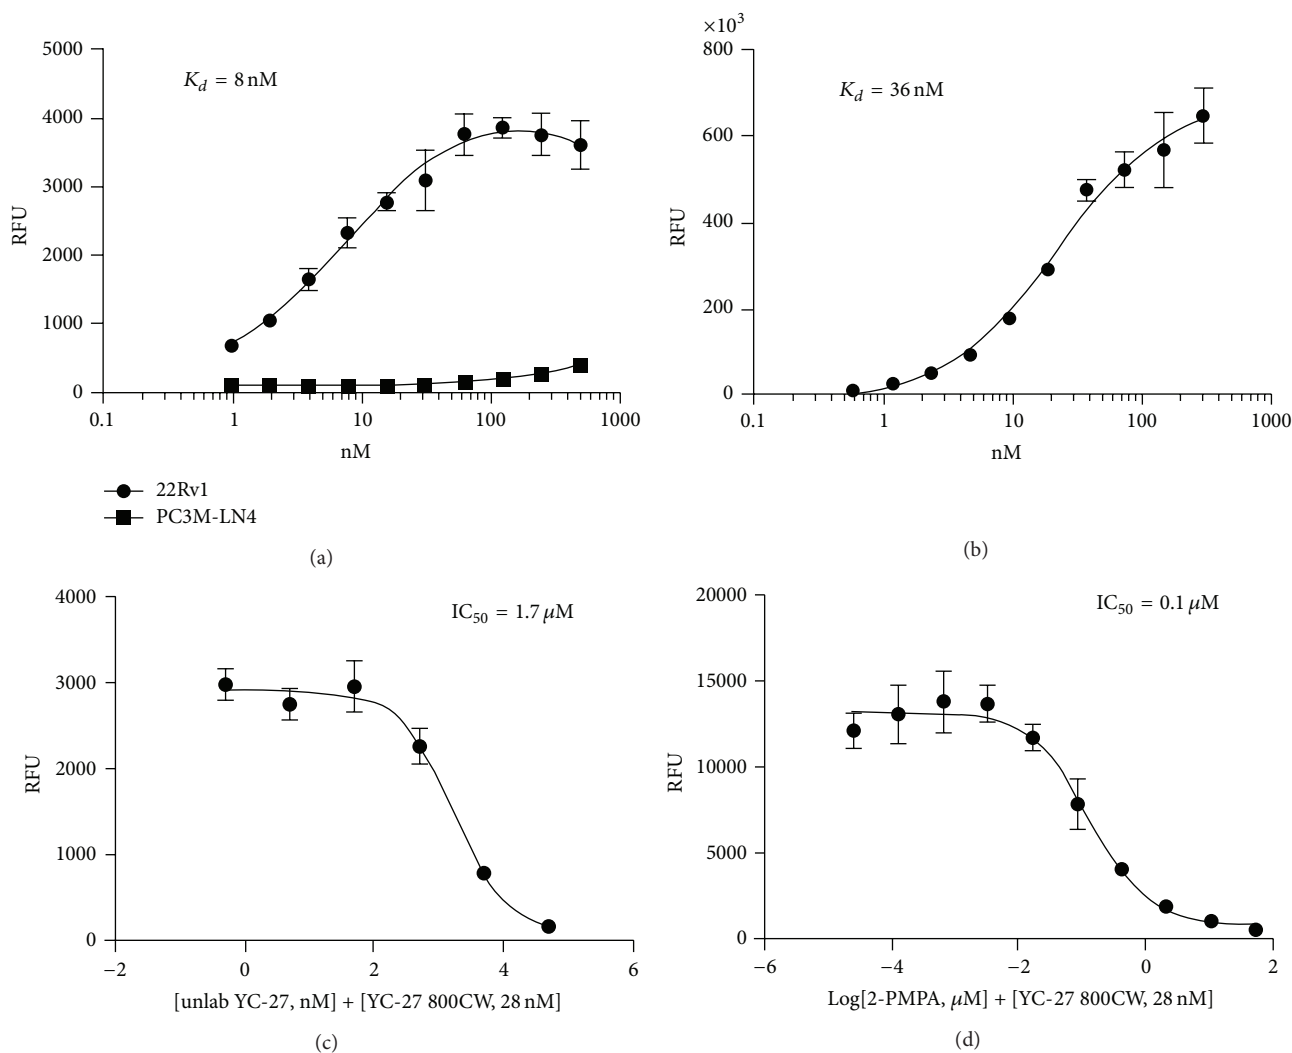 5000
4000
3000
2000
1000
0
RFU
K_d = 8 nM
0.1 1 10 100 1000
nM
22Rv1
PC3M-LN4
(a)
×10³
800
600
400
200
0
RFU
K_d = 36 nM
0.1 1 10 100 1000
nM
(b)
4000
3000
2000
1000
0
RFU
IC₅₀ = 1.7 μM
−2 0 2 4 6
[unlab YC-27, nM] + [YC-27 800CW, 28 nM]
(c)
20000
15000
10000
5000
0
RFU
IC₅₀ = 0.1 μM
−6 −4 −2 0 2
Log[2-PMPA, μM] + [YC-27 800CW, 28 nM]
(d)